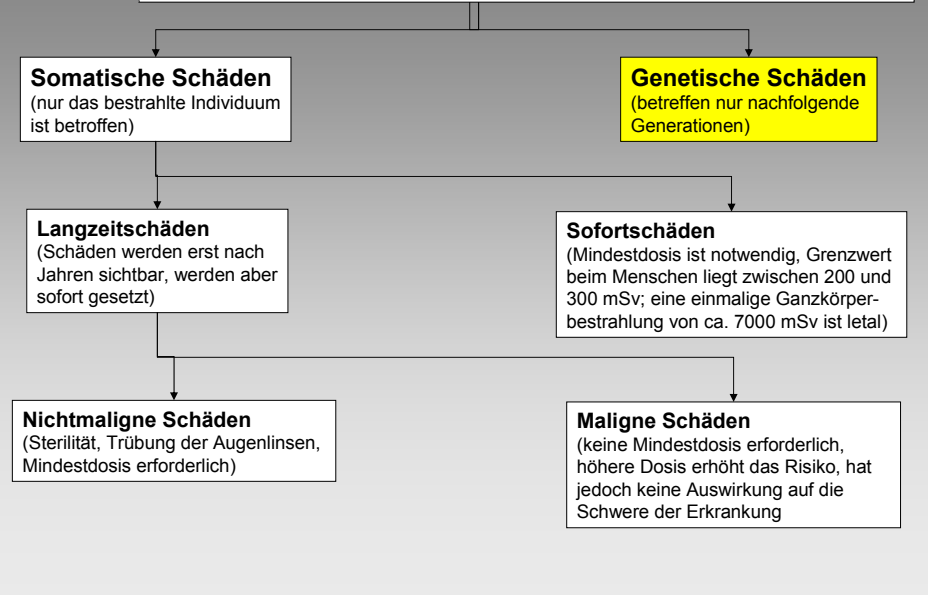 Somatische Schäden
(nur das bestrahlte Individuum
ist betroffen)
Genetische Schäden
(betreffen nur nachfolgende
Generationen)
Langzeitschäden
(Schäden werden erst nach
Jahren sichtbar, werden aber
sofort gesetzt)
Sofortschäden
(Mindestdosis ist notwendig, Grenzwert
beim Menschen liegt zwischen 200 und
300 mSv; eine einmalige Ganzkörper-
bestrahlung von ca. 7000 mSv ist letal)
Nichtmaligne Schäden
(Sterilität, Trübung der Augenlinsen,
Mindestdosis erforderlich)
Maligne Schäden
(keine Mindestdosis erforderlich,
höhere Dosis erhöht das Risiko, hat
jedoch keine Auswirkung auf die
Schwere der Erkrankung